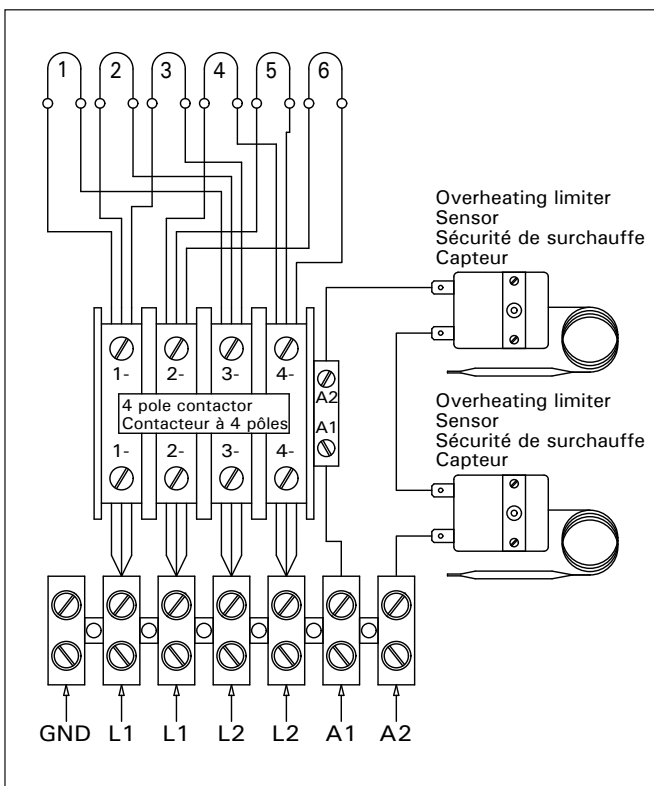 1 2 3 4 5 6
Overheating limiter
Sensor
Sécurité de surchauffe
Capteur
1- 2- 3- 4-
A2
4 pole contactor
Contacteur à 4 pôles
A1
1- 2- 3- 4-
Overheating limiter
Sensor
Sécurité de surchauffe
Capteur
GND L1 L1 L2 L2 A1 A2